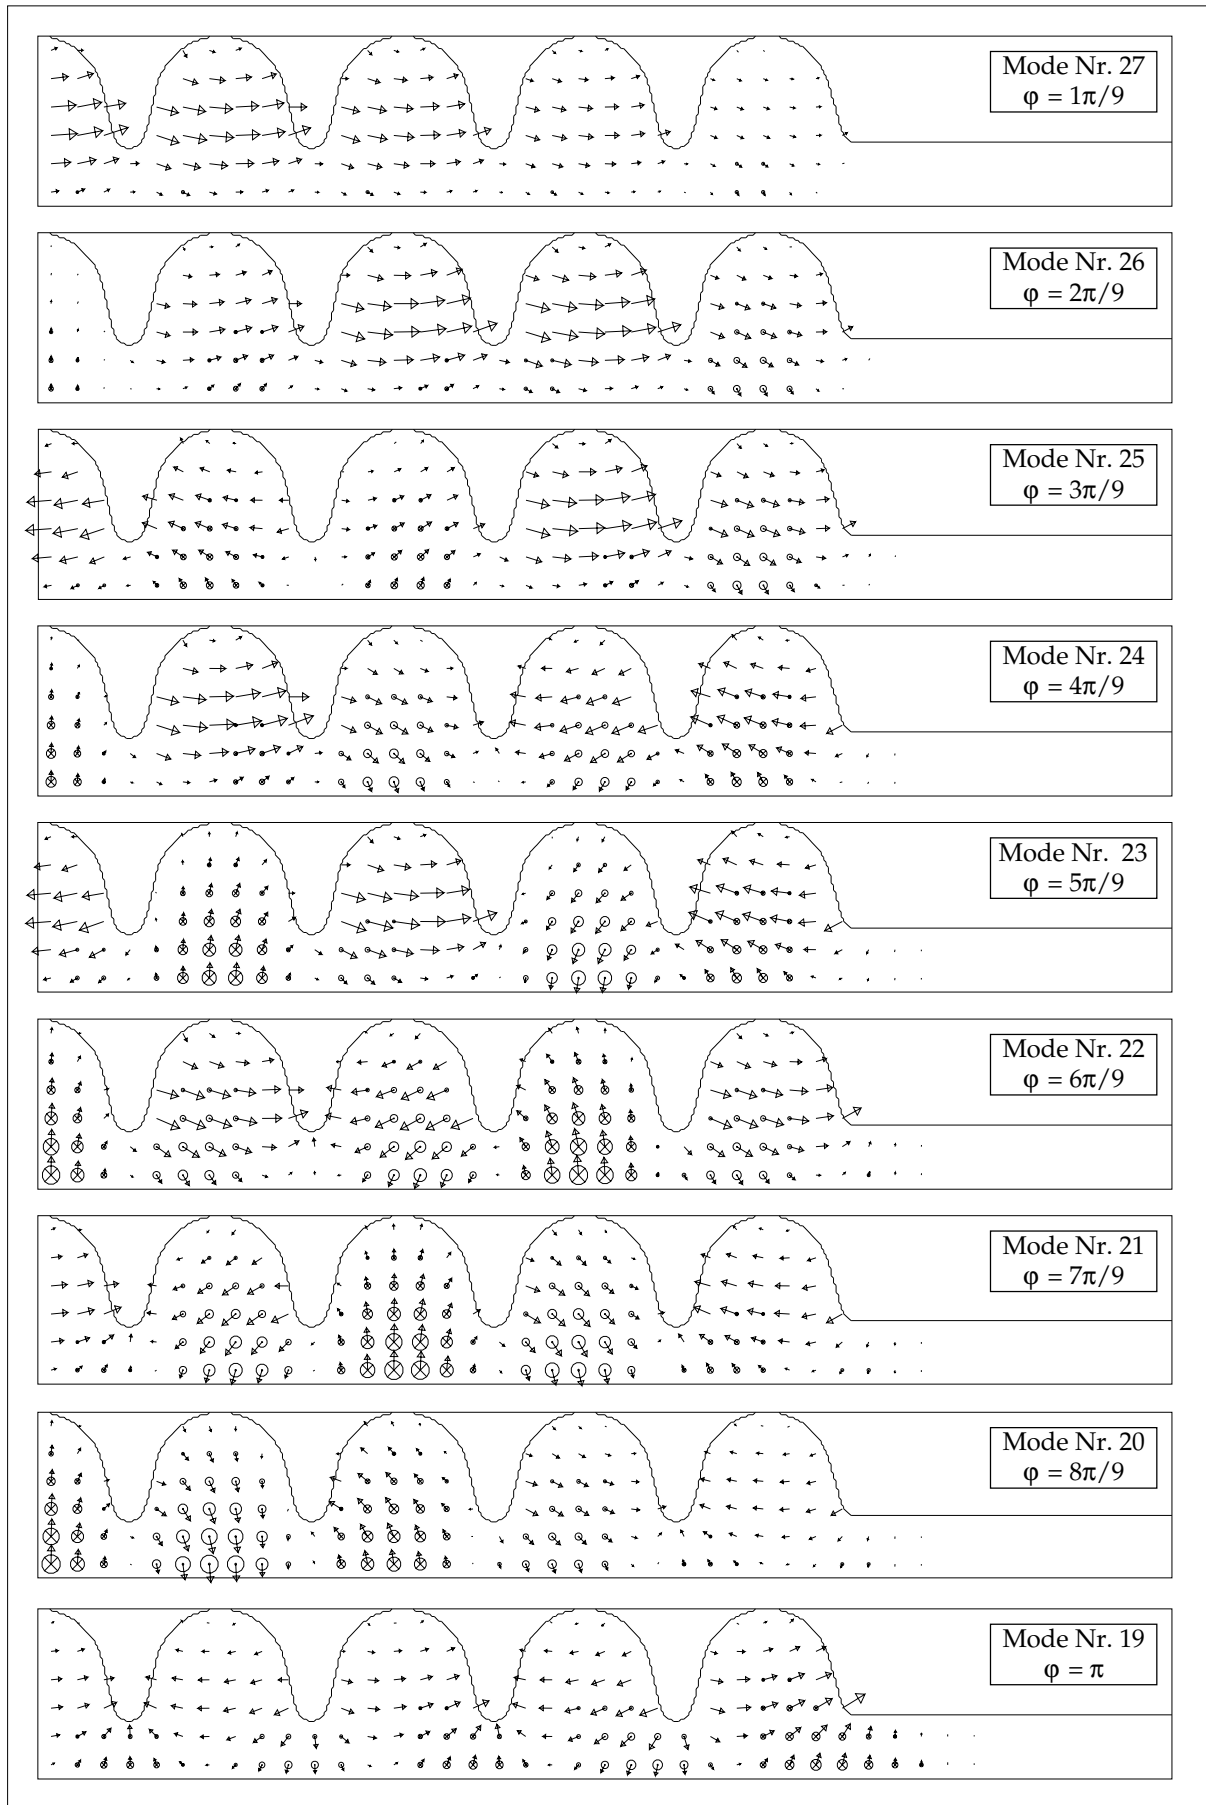 Mode Nr. 27
φ = 1π/9
Mode Nr. 26
φ = 2π/9
Mode Nr. 25
φ = 3π/9
Mode Nr. 24
φ = 4π/9
Mode Nr. 23
φ = 5π/9
Mode Nr. 22
φ = 6π/9
Mode Nr. 21
φ = 7π/9
Mode Nr. 20
φ = 8π/9
Mode Nr. 19
φ = π